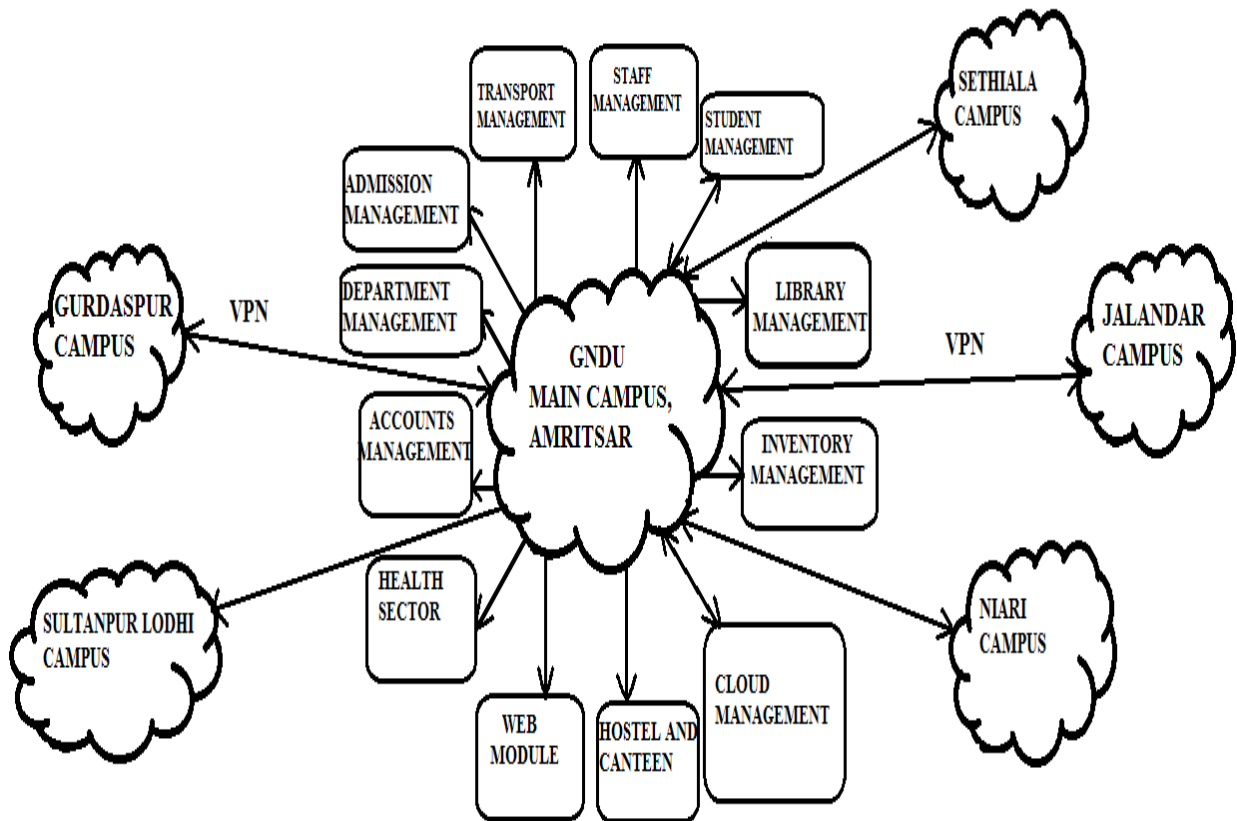 TRANSPORT
MANAGEMENT
STAFF
MANAGEMENT
STUDENT
MANAGEMENT
SETHIALA
CAMPUS
ADMISSION
MANAGEMENT
GURDASPUR
CAMPUS
VPN
DEPARTMENT
MANAGEMENT
LIBRARY
MANAGEMENT
VPN
JALANDAR
CAMPUS
GNDU
MAIN CAMPUS,
AMRITSAR
ACCOUNTS
MANAGEMENT
INVENTORY
MANAGEMENT
HEALTH
SECTOR
SULTANPUR LODHI
CAMPUS
NIARI
CAMPUS
CLOUD
MANAGEMENT
WEB
MODULE
HOSTEL AND
CANTEEN